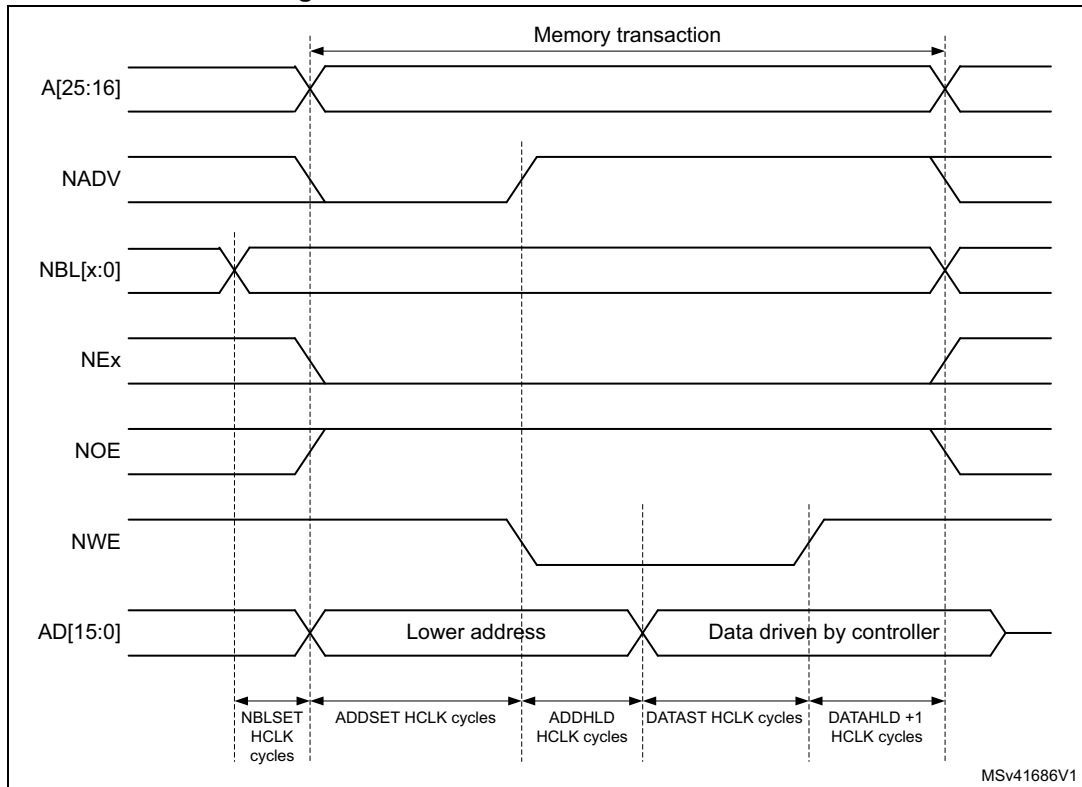 Memory transaction
A[25:16]
NADV
NBL[x:0]
NEx
NOE
NWE
AD[15:0]
Lower address
Data driven by controller
NBLSET
HCLK
cycles
ADDSET HCLK cycles
ADDHLD
HCLK cycles
DATAST HCLK cycles
DATAHLD +1
HCLK cycles
MSv41686V1